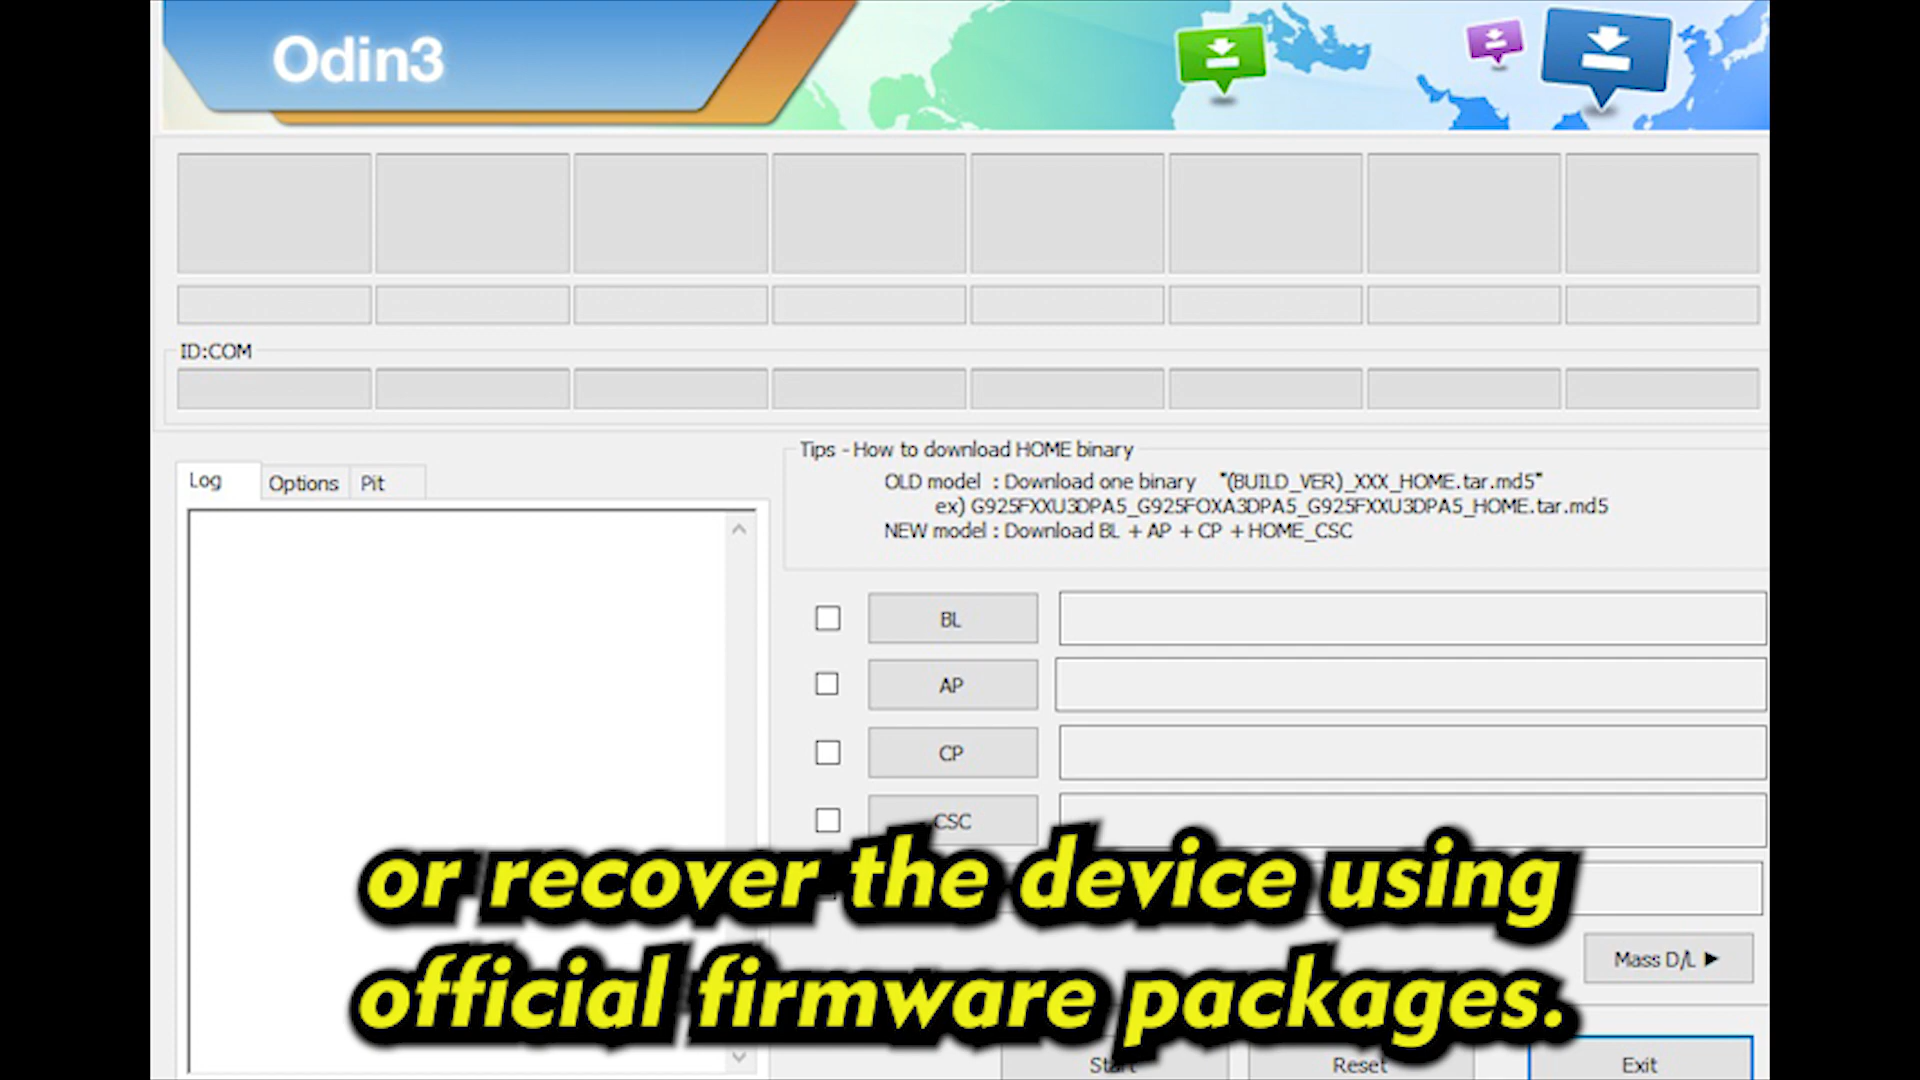 Odin3
ID:COM
Log
Options
Pit
Tips - How to download HOME binary
OLD model : Download one binary "(BUILD_VER)_XXX_HOME.tar.md5"
ex) G925FXXU3DPA5_G925FOXA3DPA5_G925FXXU3DPA5_HOME.tar.md5
NEW model : Download BL + AP + CP + HOME_CSC
BL
AP
CP
CSC
or recover the device using
official firmware packages.
Mass D/L ▶
Start
Reset
Exit